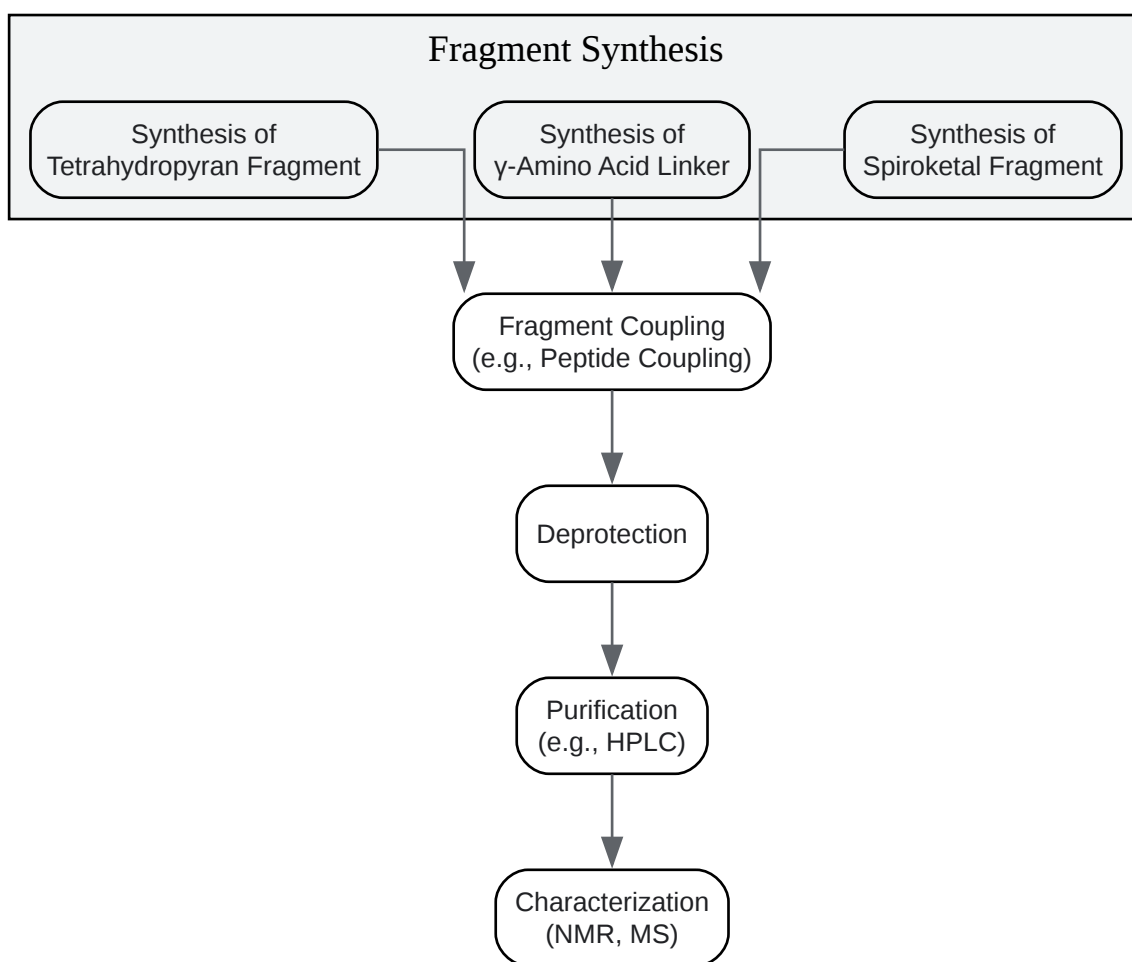 Fragment Synthesis
Synthesis of
Tetrahydropyran Fragment
Synthesis of
γ-Amino Acid Linker
Synthesis of
Spiroketal Fragment
Fragment Coupling
(e.g., Peptide Coupling)
Deprotection
Purification
(e.g., HPLC)
Characterization
(NMR, MS)